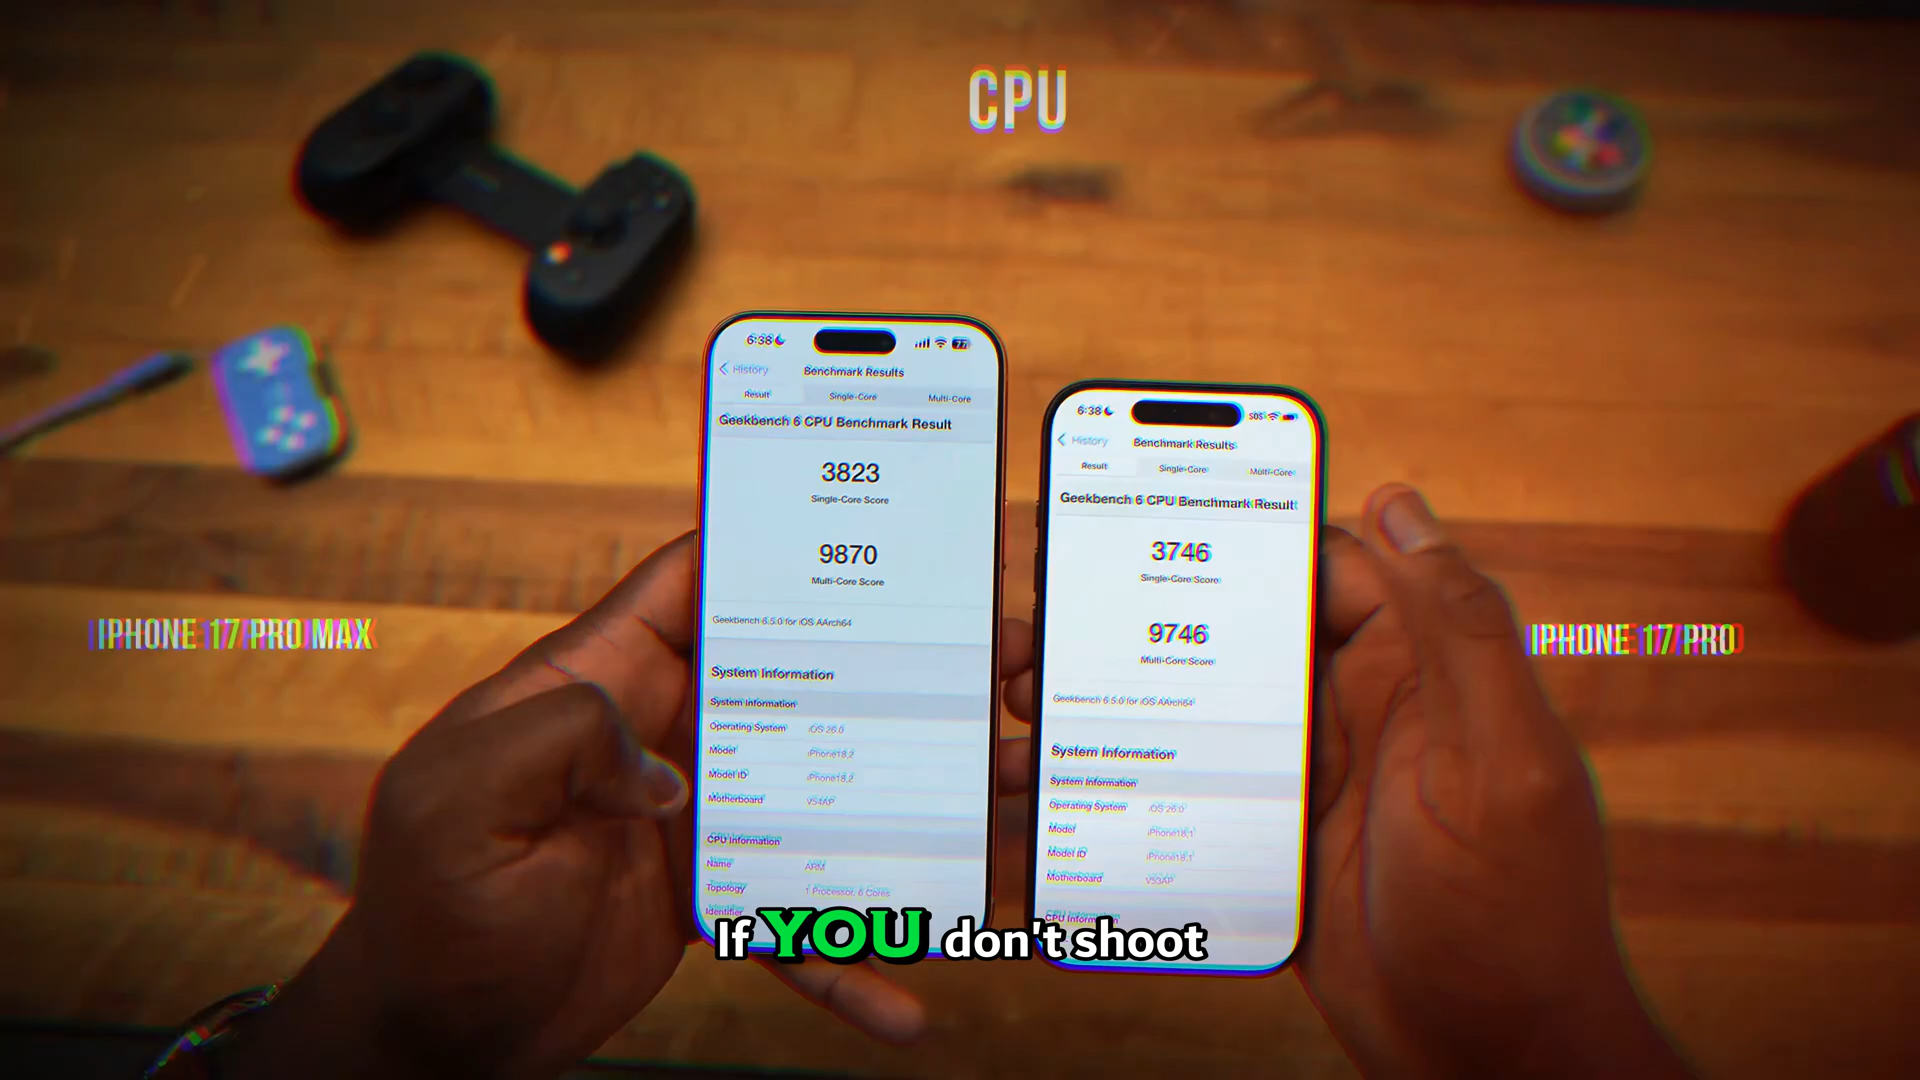 CPU
6:38
77
History
Benchmark Results
Result Single-Core Multi-Core
Geekbench 6 CPU Benchmark Result
3823
Single-Core Score
9870
Multi-Core Score
Geekbench 6.5.0 for iOS AArch64
System Information
System Information
Operating System iOS 26.0
Model iPhone18,2
Model ID iPhone18,2
Motherboard V54AP
CPU Information
Name ARM
Topology 1 Processor, 6 Cores
Identifier
6:38
SOS
History
Benchmark Results
Result Single-Core Multi-Core
Geekbench 6 CPU Benchmark Result
3746
Single-Core Score
9746
Multi-Core Score
Geekbench 6.5.0 for iOS AArch64
System Information
System Information
Operating System iOS 26.0
Model iPhone18,1
Model ID iPhone18,1
Motherboard V53AP
CPU Information
IPHONE 17 PRO MAX
IPHONE 17 PRO
If YOU don't shoot